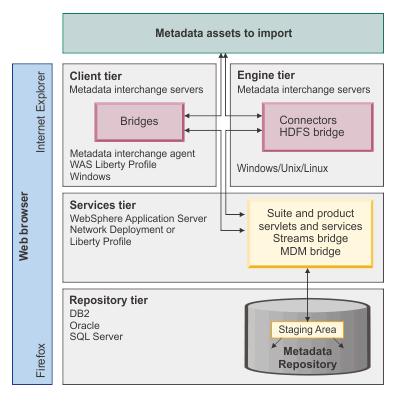 Metadata assets to import
Web browser
Internet Explorer
Firefox
Client tier
Metadata interchange servers
Bridges
Metadata interchange agent
WAS Liberty Profile
Windows
Engine tier
Metadata interchange servers
Connectors
HDFS bridge
Windows/Unix/Linux
Services tier
WebSphere Application Server
Network Deployment or
Liberty Profile
Suite and product
servlets and services
Streams bridge
MDM bridge
Repository tier
DB2
Oracle
SQL Server
Staging Area
Metadata
Repository